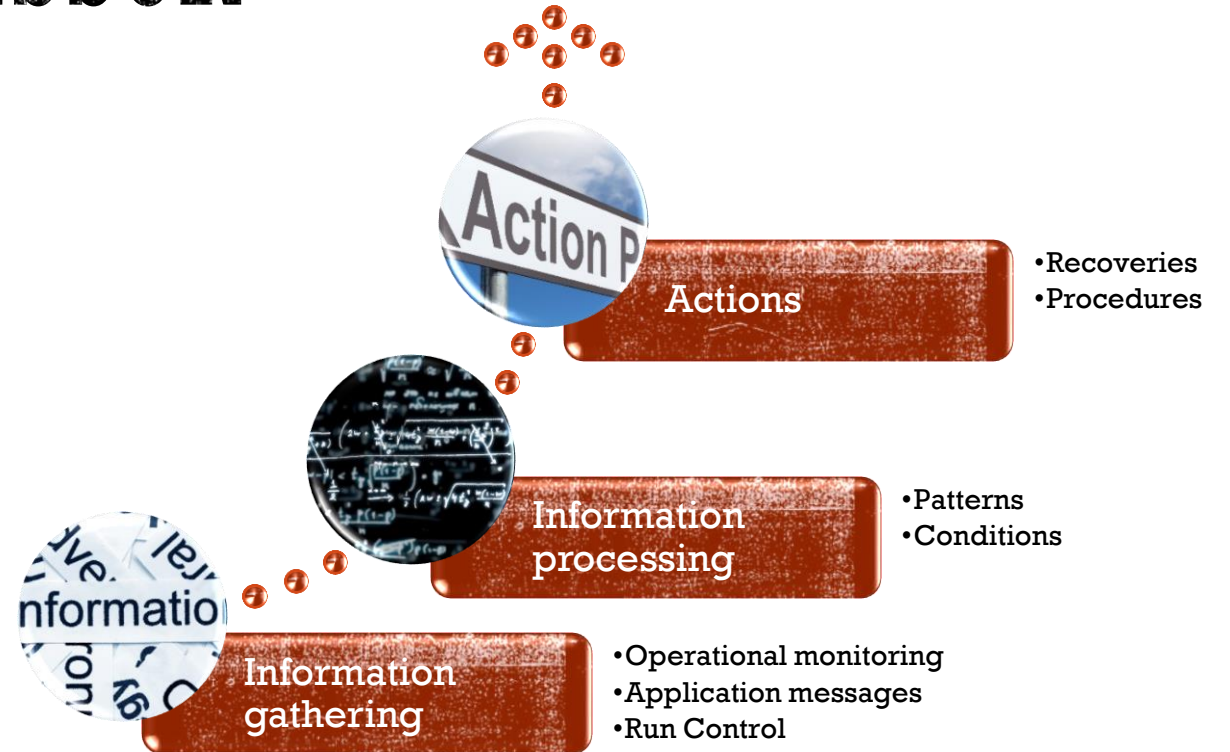 Action P
Actions
•Recoveries
•Procedures
Information
processing
•Patterns
•Conditions
nformatio
Information
gathering
•Operational monitoring
•Application messages
•Run Control